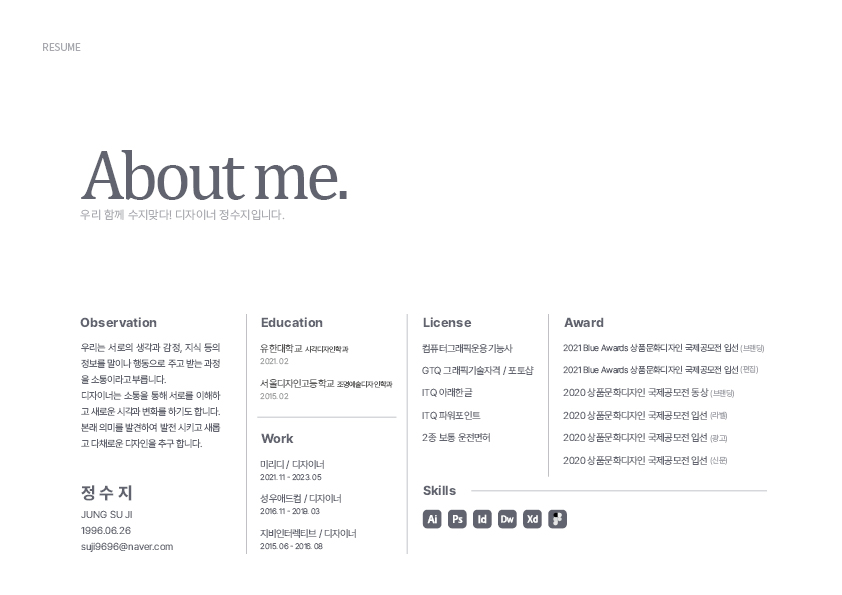 RESUME
About me.
우리 함께 수지맞다! 디자이너 정수지입니다.
Observation
우리는 서로의 생각과 감정, 지식 등의
정보를 말이나 행동으로 주고 받는 과정
을 소통이라고부릅니다.
디자이너는 소통을 통해 서로를 이해하
고 새로운 시각과 변화를 하기도 합니다.
본래 의미를 발견하여 발전 시키고 새롭
고 다채로운 디자인을 추구 합니다.
정수지
JUNG SU JI
1996.06.26
suji9696@naver.com
Education
유한대학교 시각디자인학과
2021. 02
서울디자인고등학교 조영예술디자인학과
2015. 02
Work
미리디 / 디자이너
2021. 11 - 2023. 05
성우애드컴 / 디자이너
2016. 11 - 2019. 03
지비인터렉티브 / 디자이너
2015. 06 - 2016. 08
License
컴퓨터그래픽운용기능사
GTQ 그래픽기술자격 / 포토샵
ITQ 아래한글
ITQ 파워포인트
2종 보통 운전면허
Award
2021 Blue Awards 상품문화디자인 국제공모전 입선 (브랜딩)
2021 Blue Awards 상품문화디자인 국제공모전 입선 (편집)
2020 상품문화디자인 국제공모전 동상 (브랜딩)
2020 상품문화디자인 국제공모전 입선 (라벨)
2020 상품문화디자인 국제공모전 입선 (광고)
2020 상품문화디자인 국제공모전 입선 (신문)
Skills
Ai Ps Id Dw Xd